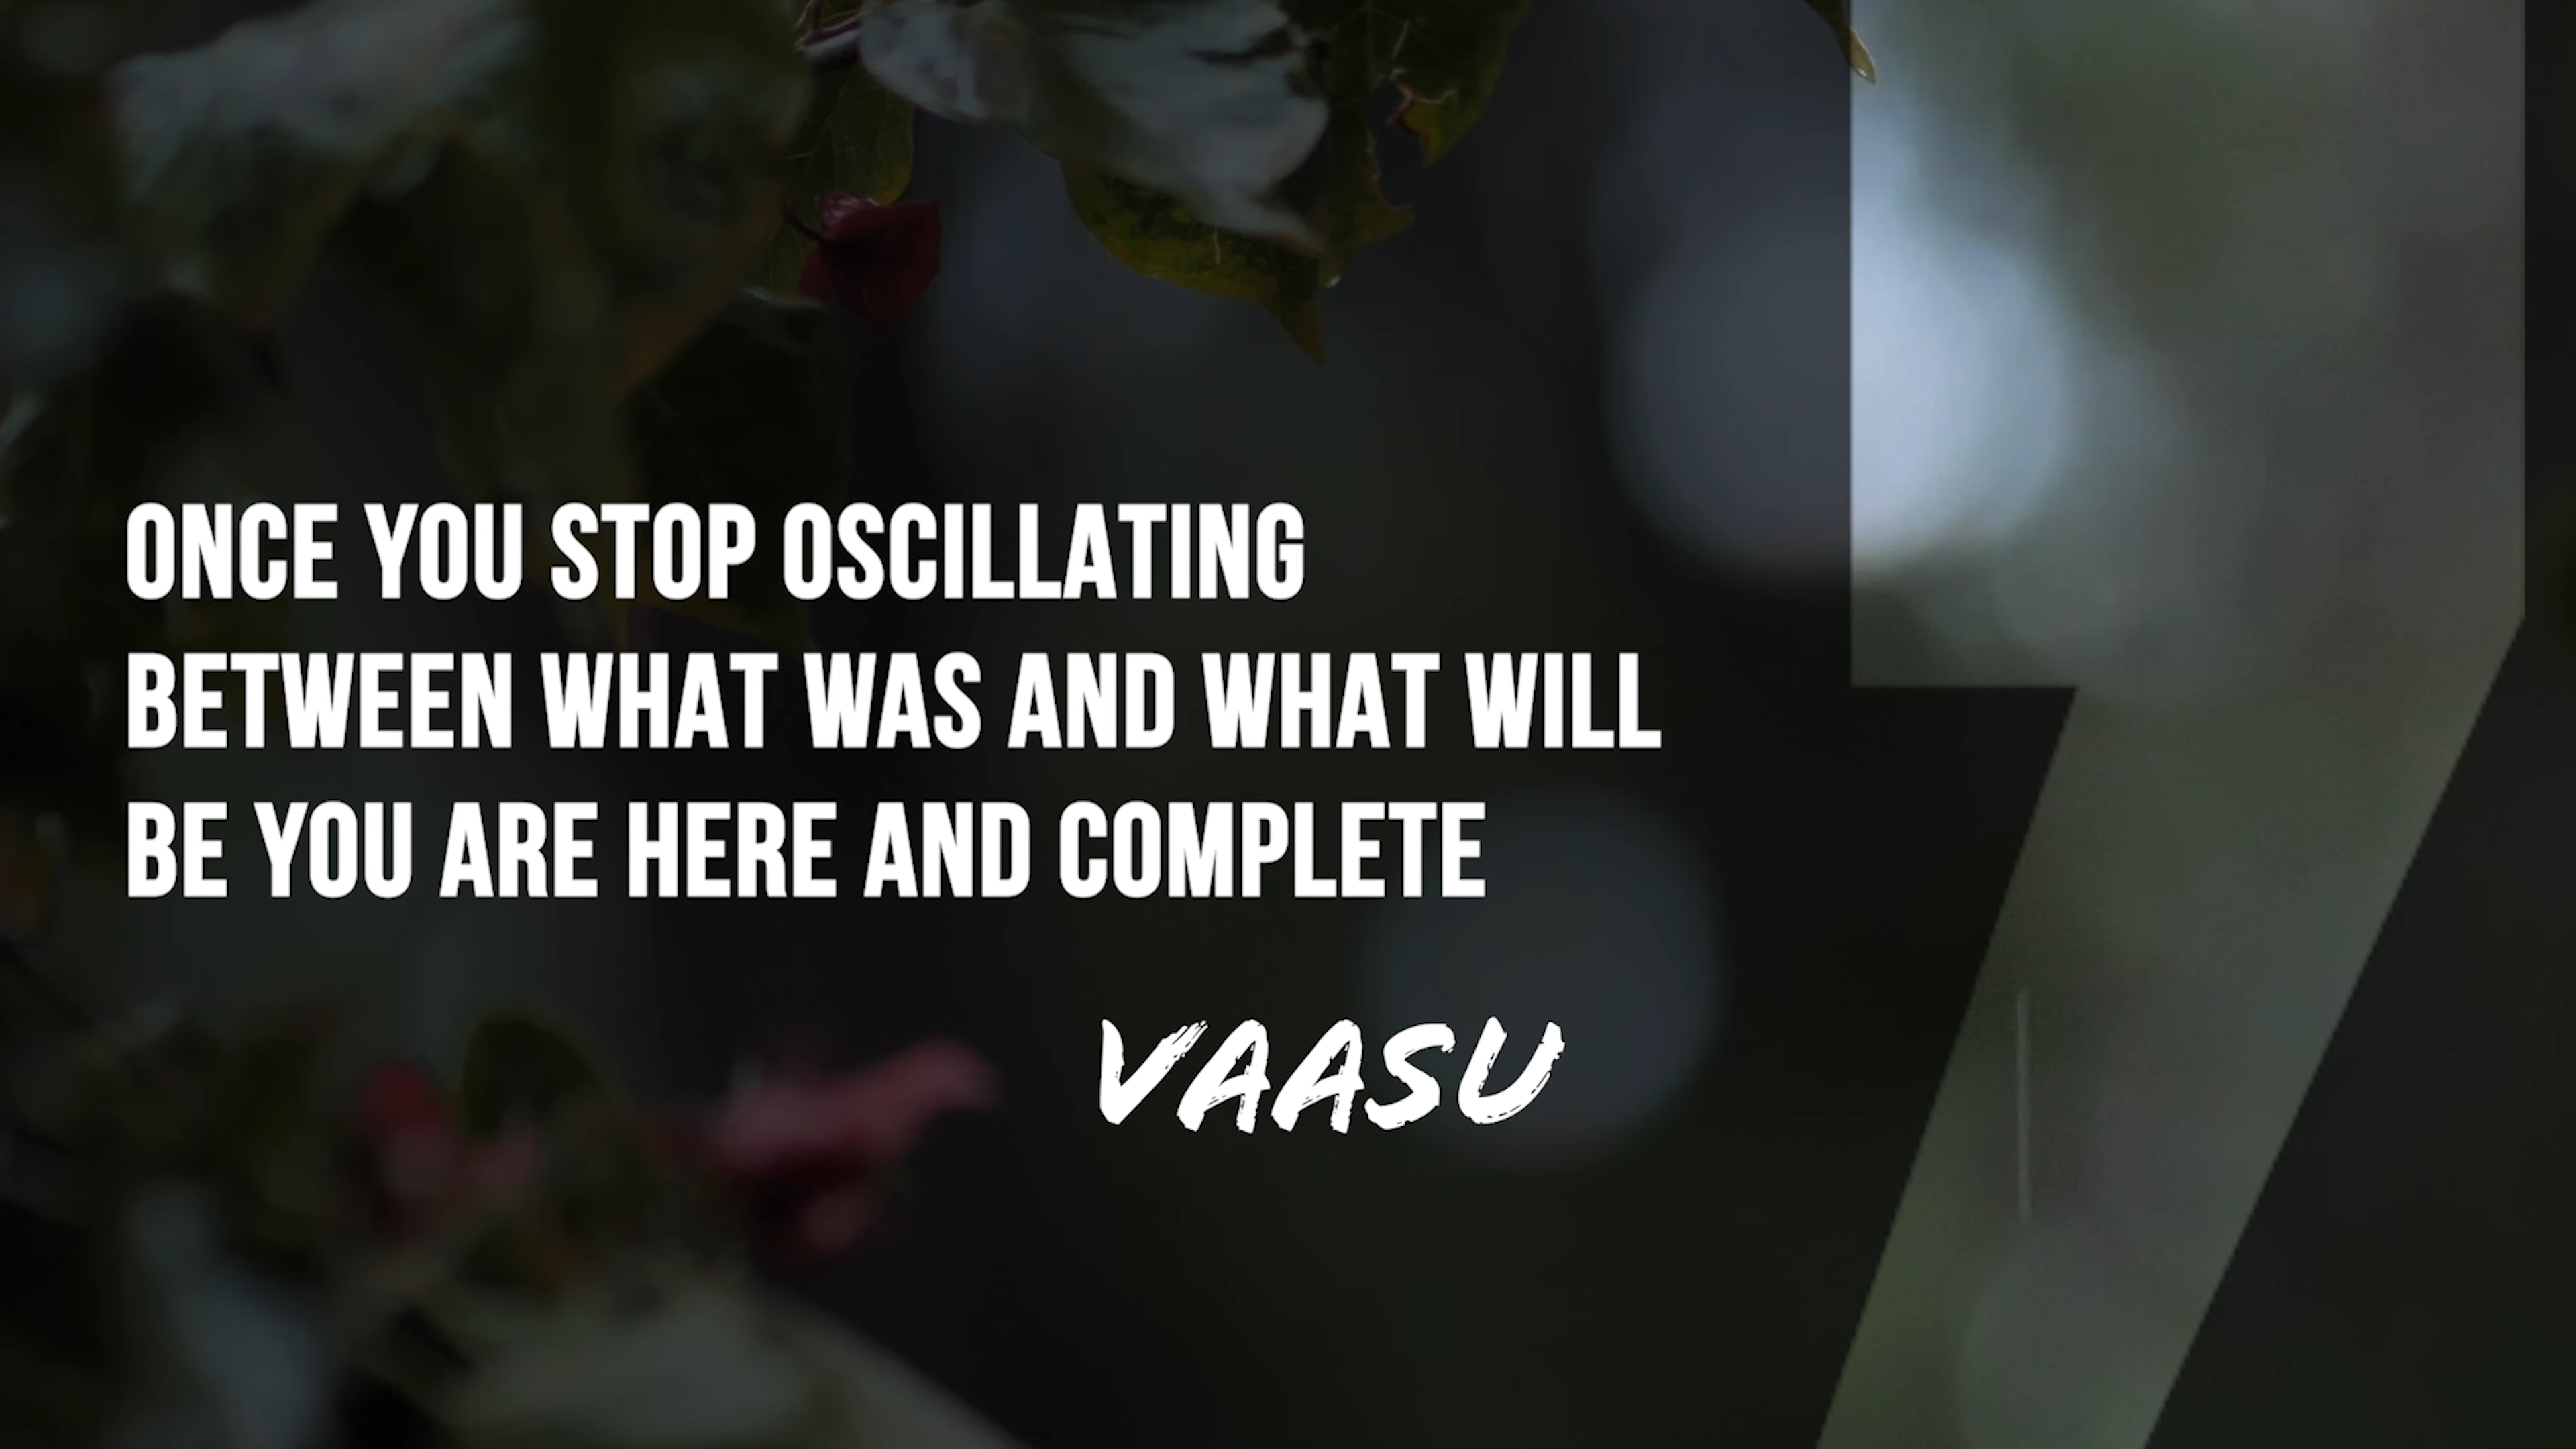 ONCE YOU STOP OSCILLATING
BETWEEN WHAT WAS AND WHAT WILL
BE YOU ARE HERE AND COMPLETE
VAASU